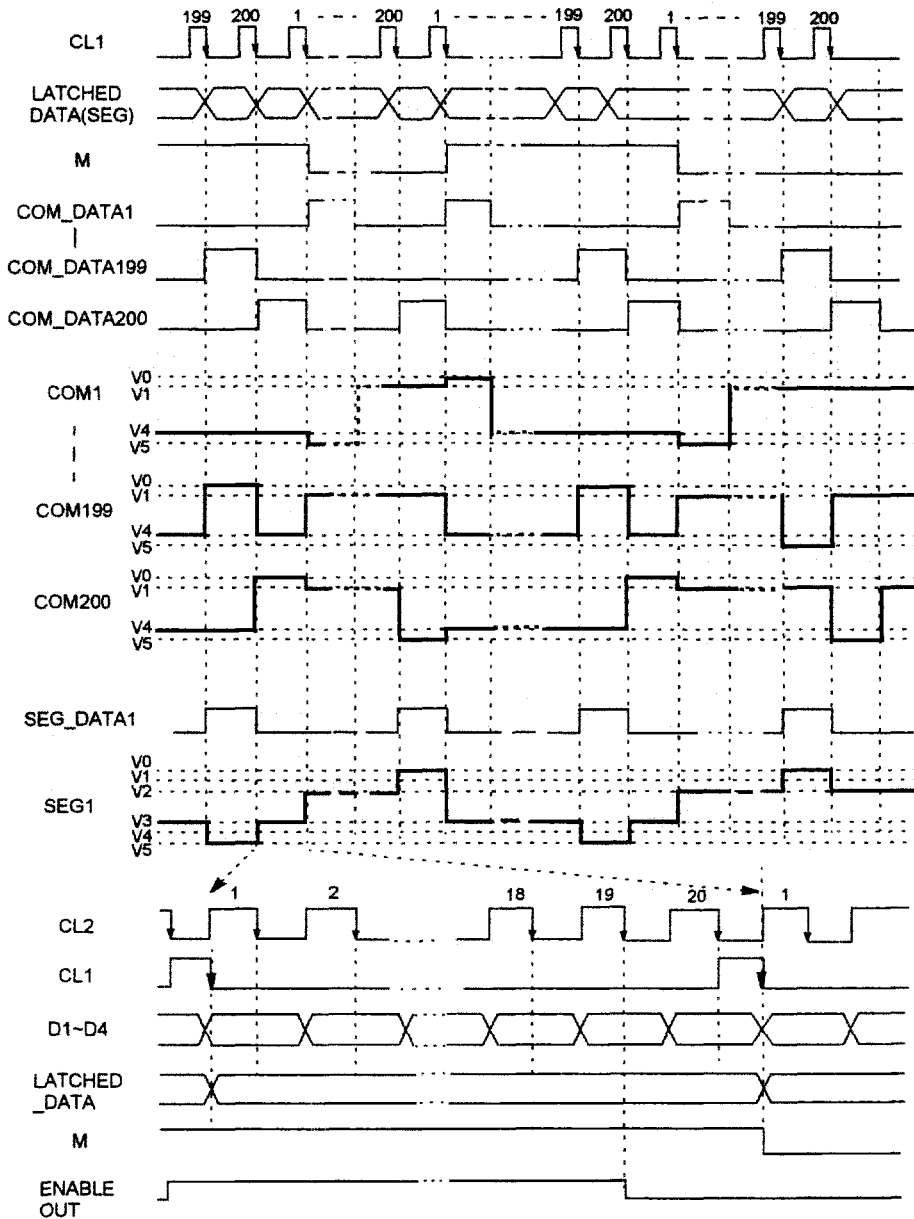 199 200 1 200 1 199 200 1 199 200
CL1
LATCHED
DATA(SEG)
M
COM_DATA1
COM_DATA199
COM_DATA200
V0
COM1
V1
V4
V5
V0
V1
COM199
V4
V5
V0
V1
COM200
V4
V5
SEG_DATA1
V0
V1
V2
SEG1
V3
V4
V5
1 2 18 19 20 1
CL2
CL1
D1~D4
LATCHED
_DATA
M
ENABLE
OUT